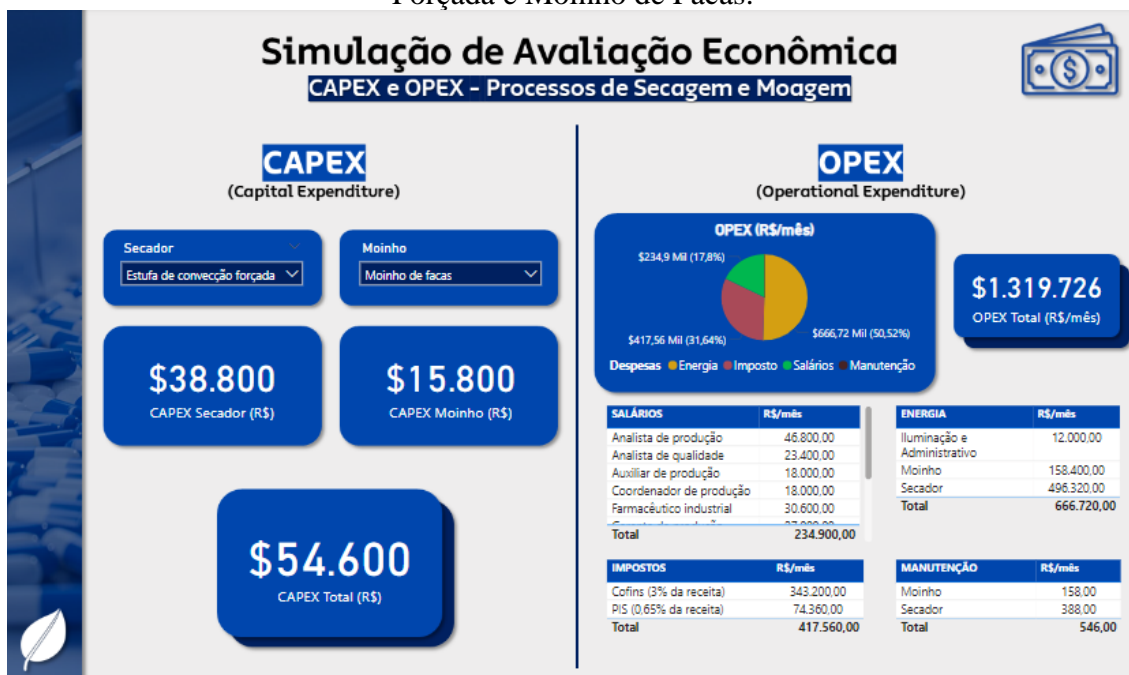 Forçada e Moinho de Facas.
Simulação de Avaliação Econômica
CAPEX e OPEX - Processos de Secagem e Moagem
CAPEX
(Capital Expenditure)
Secador
Estufa de convecção forçada
Moinho
Moinho de facas
$38.800
CAPEX Secador (R$)
$15.800
CAPEX Moinho (R$)
$54.600
CAPEX Total (R$)
OPEX
(Operational Expenditure)
OPEX (R$/mês)
$234,9 Mil (17,8%)
$417,56 Mil (31,64%)
$666,72 Mil (50,52%)
Despesas Energia Imposto Salários Manutenção
$1.319.726
OPEX Total (R$/mês)
SALÁRIOS R$/mês
Analista de produção 46.800,00
Analista de qualidade 23.400,00
Auxiliar de produção 18.000,00
Coordenador de produção 18.000,00
Farmacêutico industrial 30.600,00
Total 234.900,00
ENERGIA R$/mês
Iluminação e 12.000,00
Administrativo
Moinho 158.400,00
Secador 496.320,00
Total 666.720,00
IMPOSTOS R$/mês
Cofins (3% da receita) 343.200,00
PIS (0,65% da receita) 74.360,00
Total 417.560,00
MANUTENÇÃO R$/mês
Moinho 158,00
Secador 388,00
Total 546,00